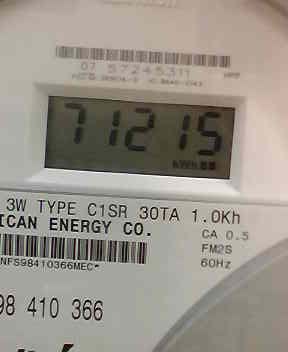 07 57245311
71215
kWh
3W TYPE C1SR 30TA 1.0Kh
ICAN ENERGY CO.
CA 0.5
FM2S
60Hz
NFS98410366MEC*
98 410 366